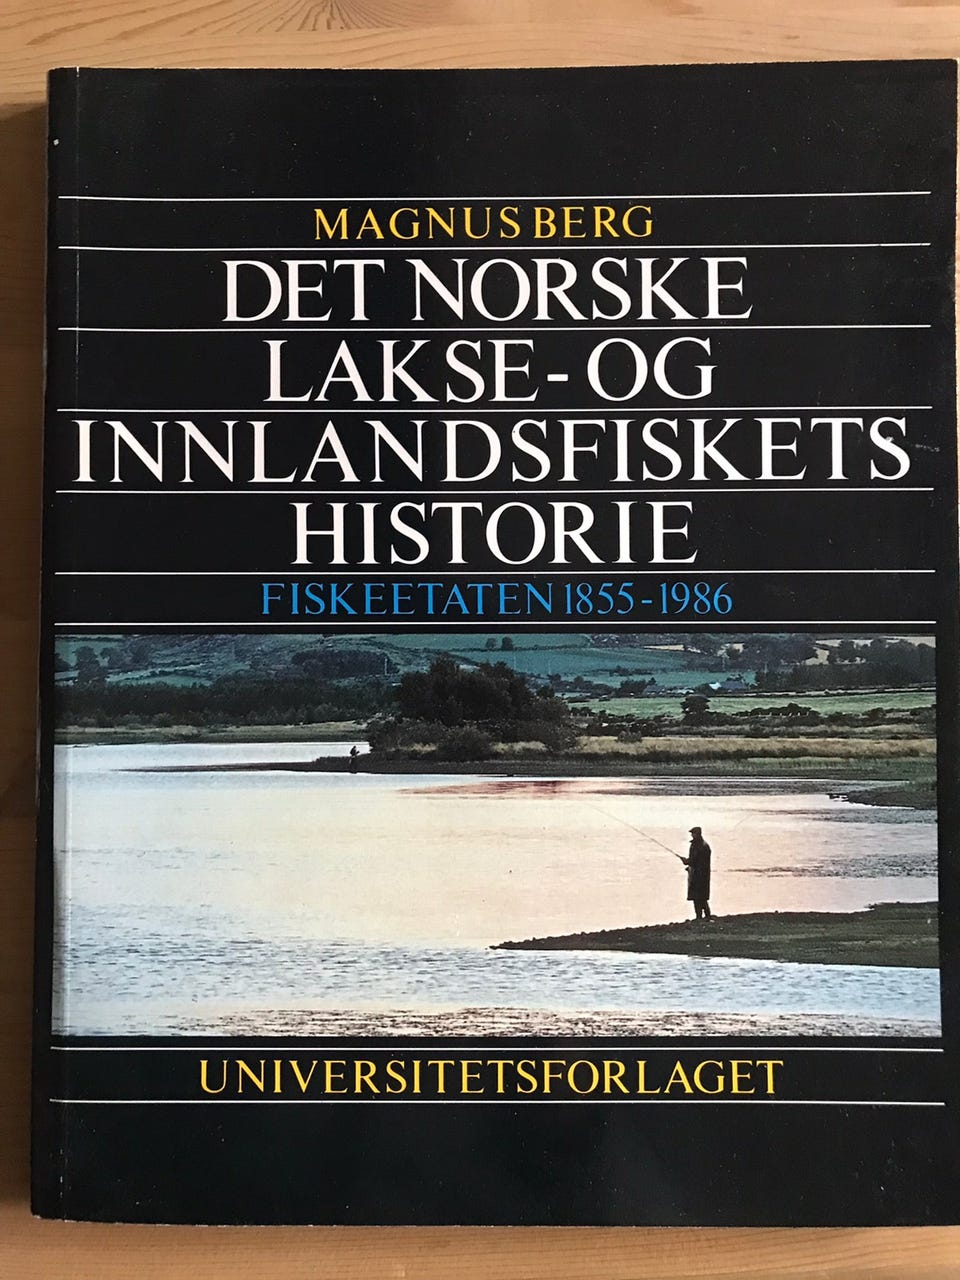 MAGNUS BERG
DET NORSKE
LAKSE- OG
INNLANDSFISKETS
HISTORIE
FISKEETATEN 1855-1986
UNIVERSITETSFORLAGET